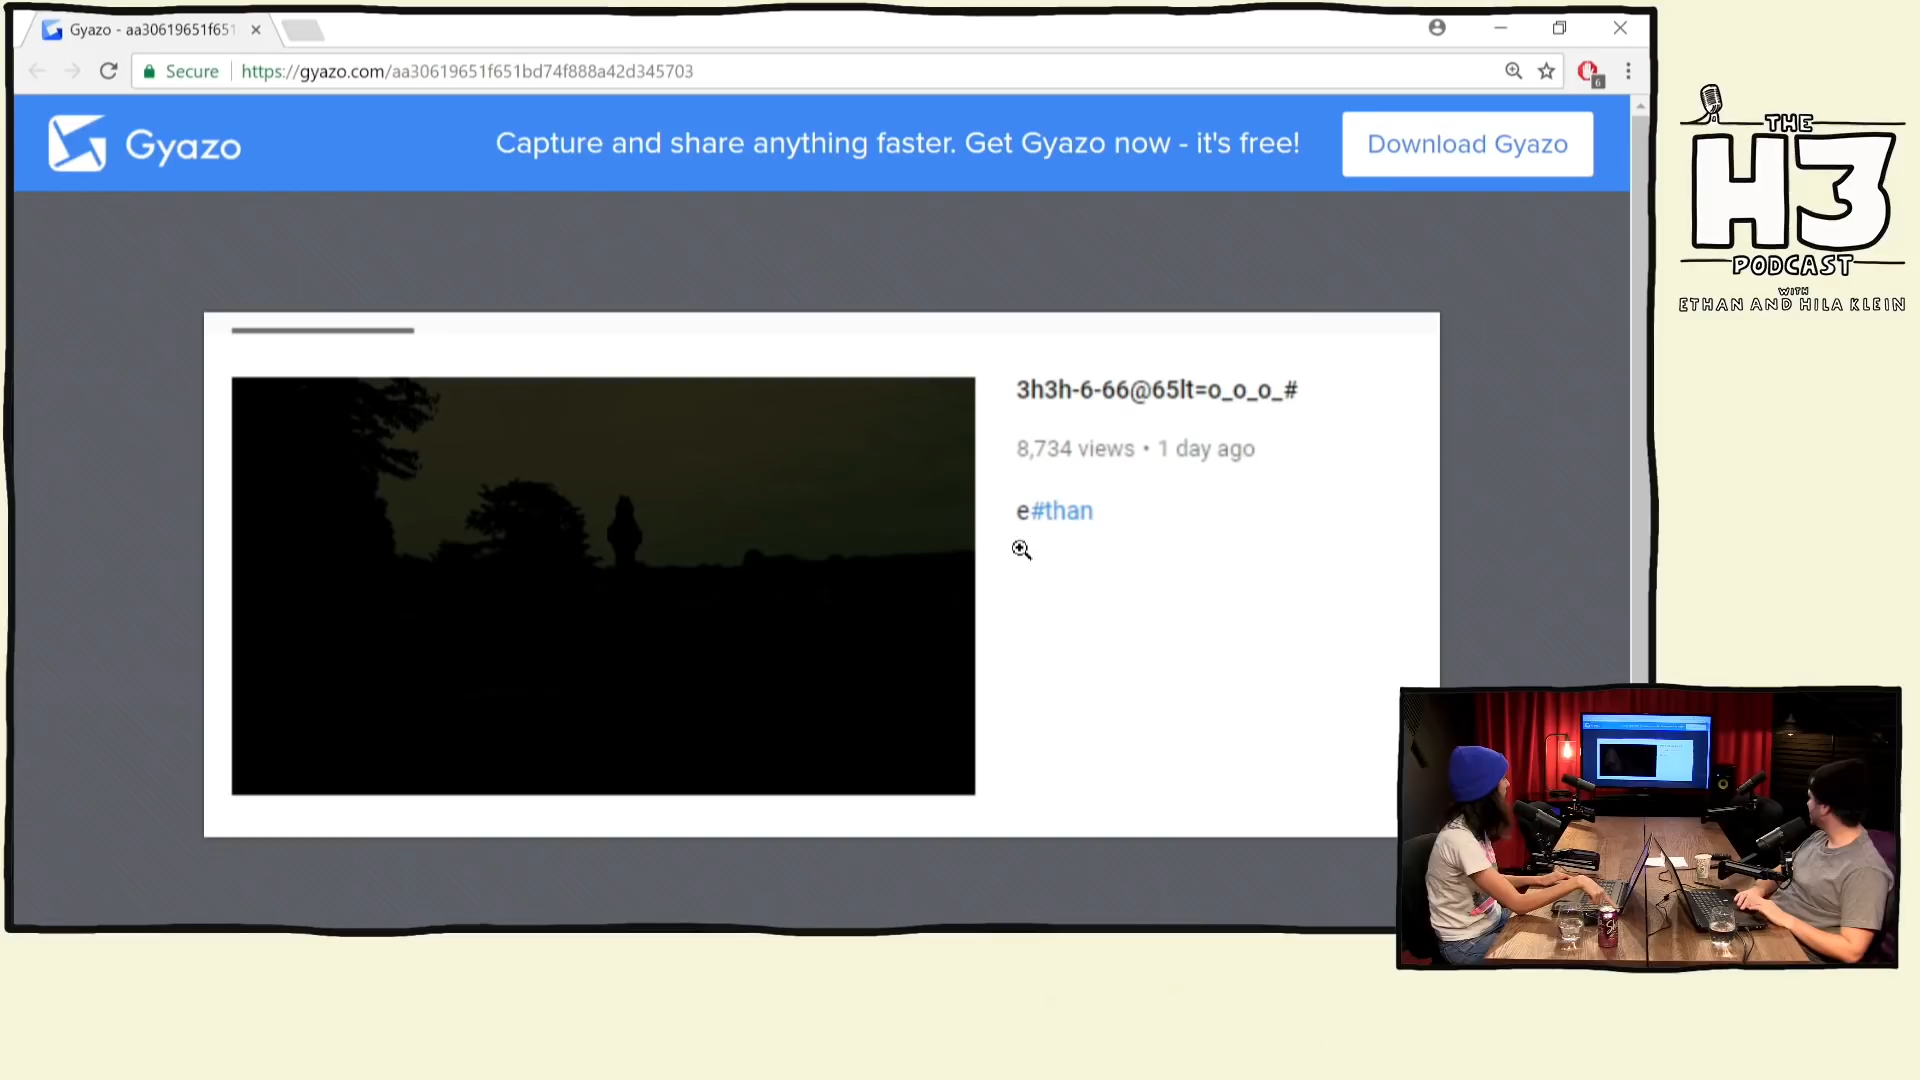 Gyazo - aa30619651f651
Secure
https://gyazo.com/aa30619651f651bd74f888a42d345703
6
Gyazo
Capture and share anything faster. Get Gyazo now - it's free!
Download Gyazo
3h3h-6-66@65lt=o_o_o_#
8,734 views • 1 day ago
e#than
THE
H3
PODCAST
WITH
ETHAN AND HILA KLEIN